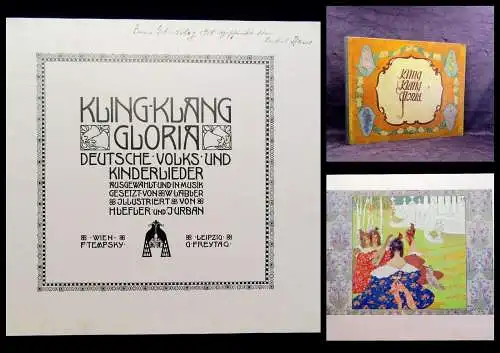 KLING·KLANG
GLORIA
DEUTSCHE·VOLKS·UND
KINDERLIEDER
AUSGEWÄHLT·UND·IN·MUSIK
GESETZT·VON·W·LABLER
ILLUSTRIERT VON
H·LEFLER·UND·J·URBAN
·WIEN· ·LEIPZIG·
F·TEMPSKY· G·FREYTAG·
Kling
Klang
Gloria